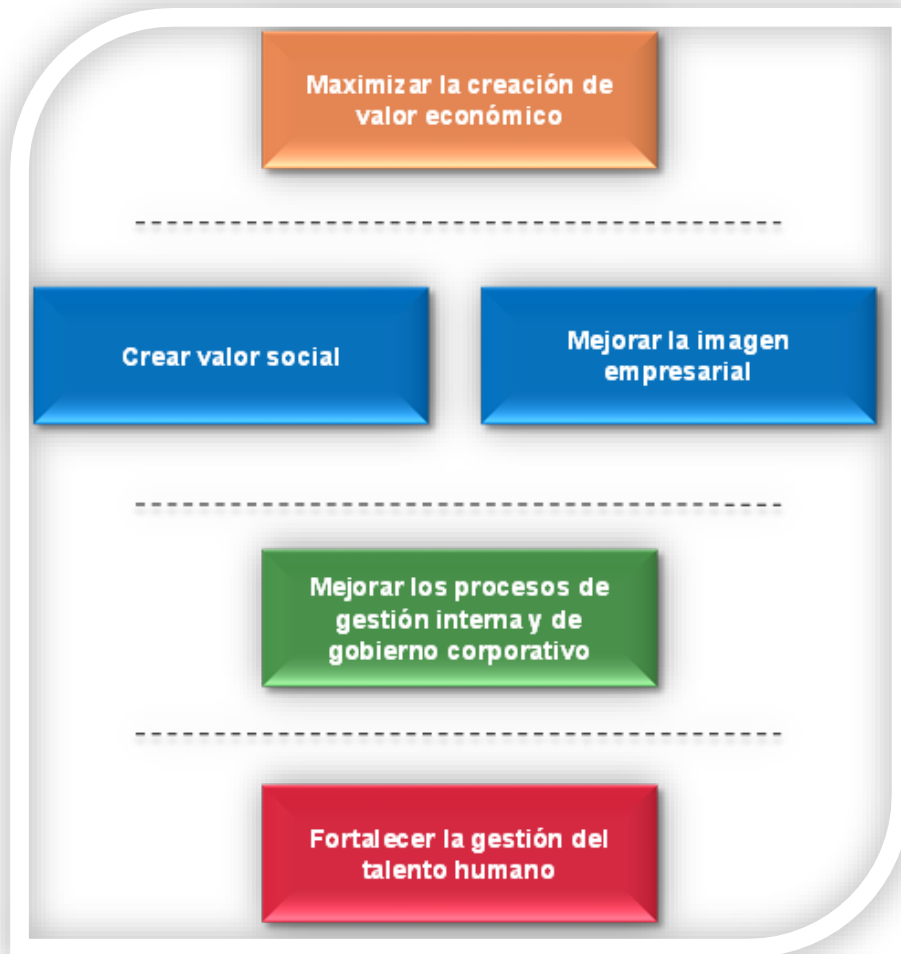 Maximizar la creación de
valor económico
Crear valor social
Mejorar la imagen
empresarial
Mejorar los procesos de
gestión interna y de
gobierno corporativo
Fortalecer la gestión del
talento humano